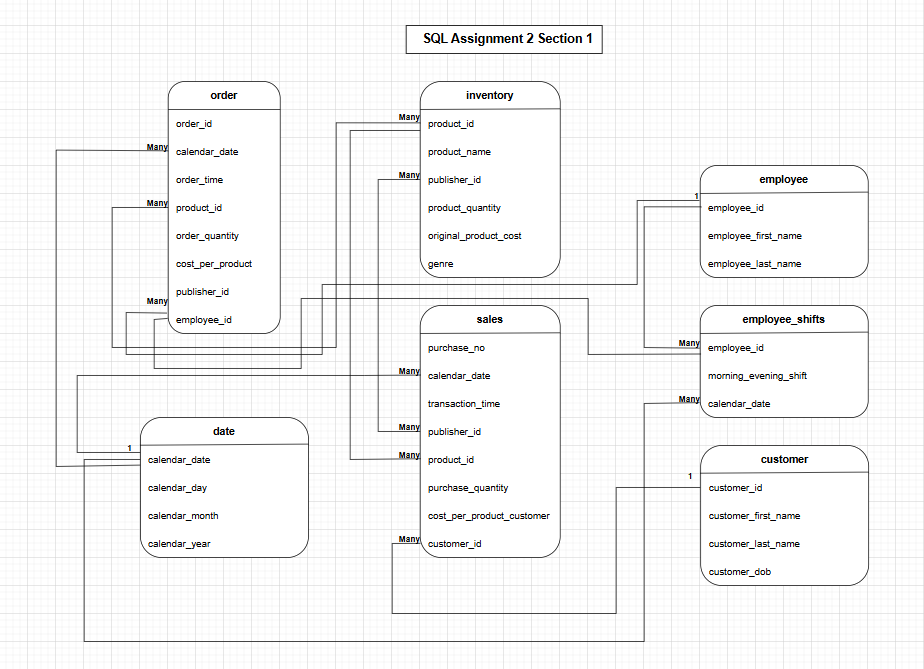 SQL Assignment 2 Section 1
order
order_id
Many
calendar_date
order_time
Many
product_id
order_quantity
cost_per_product
publisher_id
Many
employee_id
inventory
Many
product_id
product_name
Many
publisher_id
product_quantity
original_product_cost
genre
employee
1
employee_id
employee_first_name
employee_last_name
sales
purchase_no
Many
calendar_date
transaction_time
Many
publisher_id
Many
product_id
purchase_quantity
cost_per_product_customer
Many
customer_id
employee_shifts
Many
employee_id
morning_evening_shift
Many
calendar_date
date
1
calendar_date
calendar_day
calendar_month
calendar_year
customer
1
customer_id
customer_first_name
customer_last_name
customer_dob